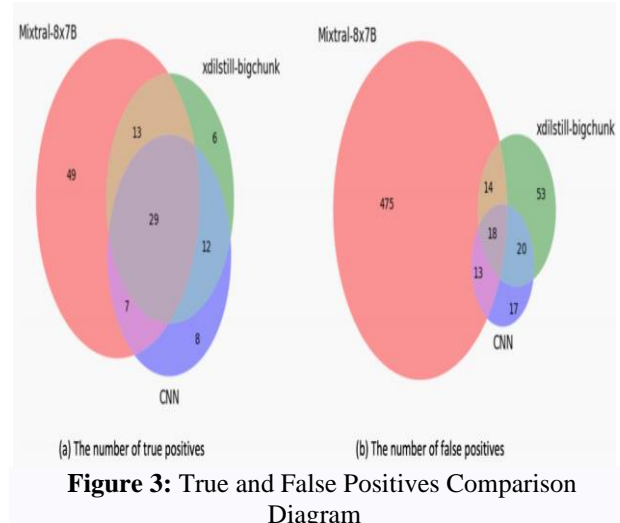 Mixtral-8x7B
xdilstill-bigchunk
13
6
49
29
12
7
8
CNN
(a) The number of true positives
Mixtral-8x7B
xdilstill-bigchunk
14
53
475
18
20
13
17
CNN
(b) The number of false positives
Figure 3: True and False Positives Comparison
Diagram